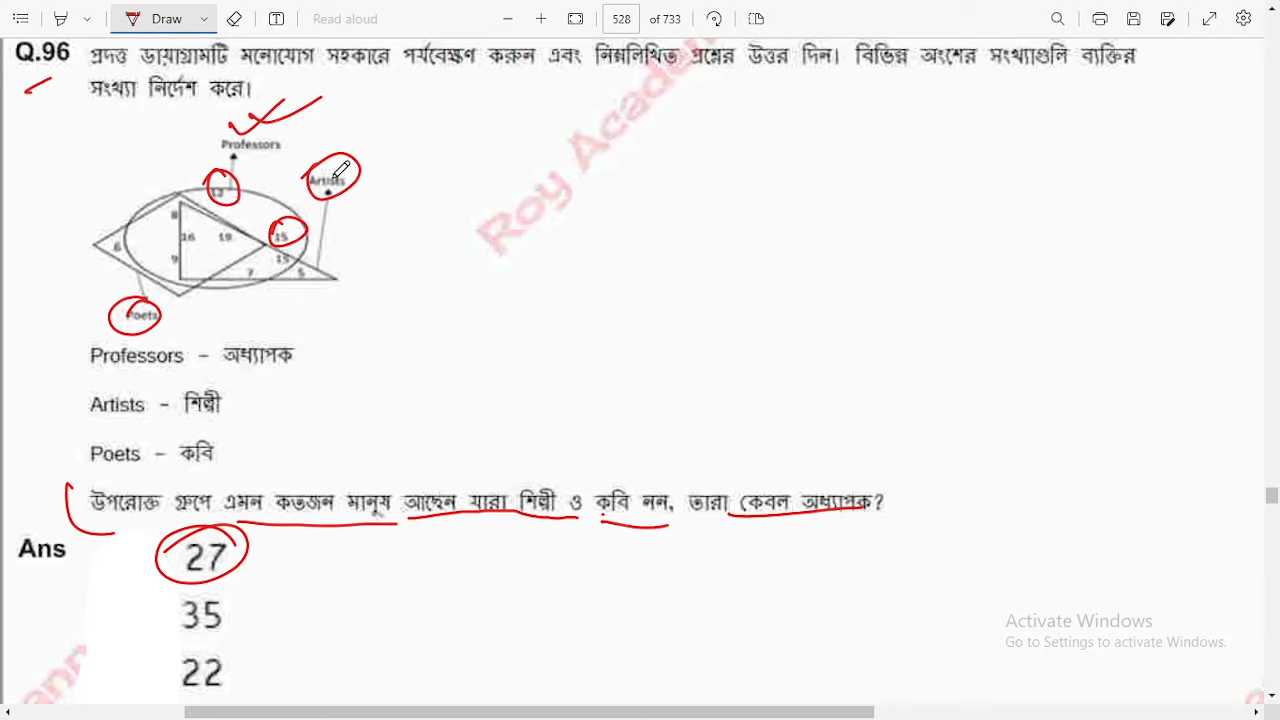 Draw
Read aloud
528 of 733
Q.96 প্রদত্ত ডায়াগ্রামটি মনোযোগ সহকারে পর্যবেক্ষণ করুন এবং নিম্নলিখিত প্রশ্নের উত্তর দিন। বিভিন্ন অংশের সংখ্যাগুলি ব্যক্তির
সংখ্যা নির্দেশ করে।
Professors
Artists
12
8
16 19 15
6
9 15
7 5
Poets
Professors - অধ্যাপক
Artists - শিল্পী
Poets - কবি
উপরোক্ত গ্রুপে এমন কতজন মানুষ আছেন যারা শিল্পী ও কবি নন, তারা কেবল অধ্যাপক?
Ans
27
35
22
Roy Academ
Activate Windows
Go to Settings to activate Windows.